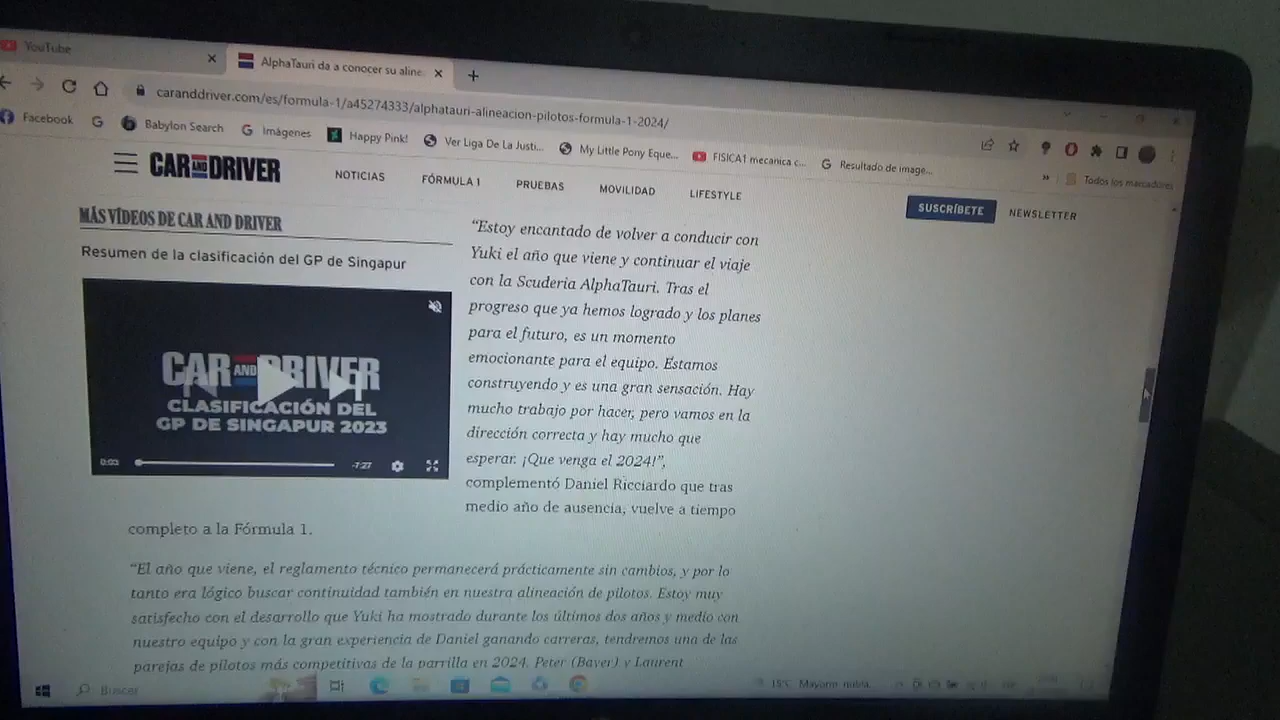 YouTube
AlphaTauri da a conocer su aline
caranddriver.com/es/formula-1/a45274333/alphatauri-alineacion-pilotos-formula-1-2024/
Facebook
Babylon Search
Imágenes
Happy Pink!
Ver Liga De La Justi...
My Little Pony Eque...
FISICA1 mecanica c...
Resultado de image...
Todos los marcadores
CAR AND DRIVER
NOTICIAS
FÓRMULA 1
PRUEBAS
MOVILIDAD
LIFESTYLE
SUSCRÍBETE
NEWSLETTER
MÁS VÍDEOS DE CAR AND DRIVER
Resumen de la clasificación del GP de Singapur
CAR AND DRIVER
CLASIFICACIÓN DEL
GP DE SINGAPUR 2023
0:03
-7:27
“Estoy encantado de volver a conducir con
Yuki el año que viene y continuar el viaje
con la Scuderia AlphaTauri. Tras el
progreso que ya hemos logrado y los planes
para el futuro, es un momento
emocionante para el equipo. Estamos
construyendo y es una gran sensación. Hay
mucho trabajo por hacer, pero vamos en la
dirección correcta y hay mucho que
esperar. ¡Que venga el 2024!”,
complementó Daniel Ricciardo que tras
medio año de ausencia, vuelve a tiempo
completo a la Fórmula 1.
“El año que viene, el reglamento técnico permanecerá prácticamente sin cambios, y por lo
tanto era lógico buscar continuidad también en nuestra alineación de pilotos. Estoy muy
satisfecho con el desarrollo que Yuki ha mostrado durante los últimos dos años y medio con
nuestro equipo y con la gran experiencia de Daniel ganando carreras, tendremos una de las
parejas de pilotos más competitivas de la parrilla en 2024. Peter (Bayer) y Laurent
Buscar
15°C Mayorm. nubla.